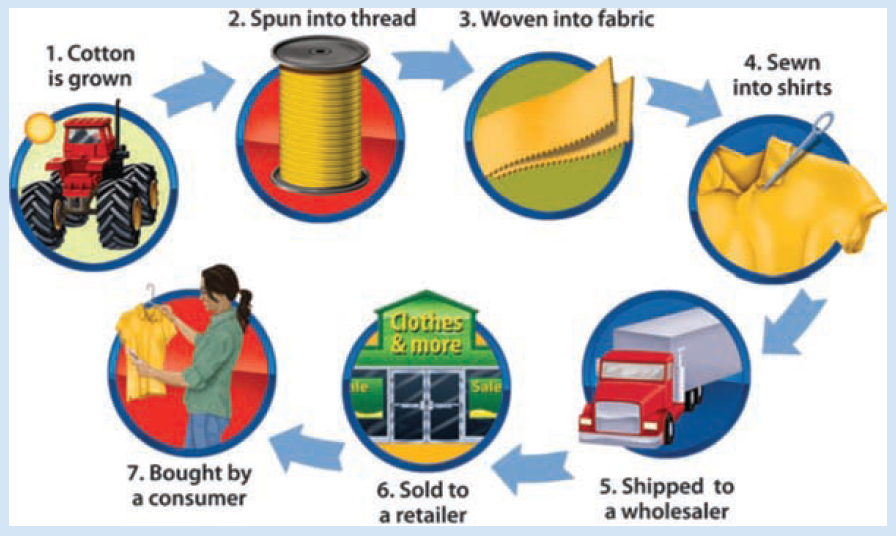 1. Cotton
is grown
2. Spun into thread
3. Woven into fabric
4. Sewn
into shirts
5. Shipped to
a wholesaler
Clothes
& more
Sale
6. Sold to
a retailer
7. Bought by
a consumer